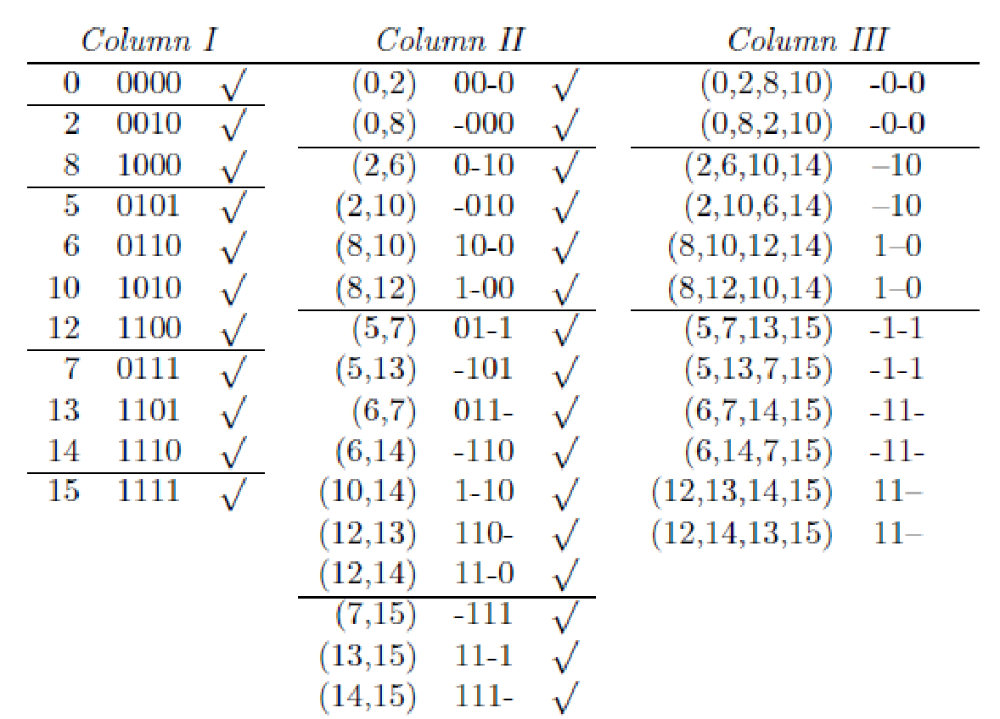 Column I Column II Column III
0 0000 √ (0,2) 00-0 √ (0,2,8,10) -0-0
2 0010 √ (0,8) -000 √ (0,8,2,10) -0-0
8 1000 √ (2,6) 0-10 √ (2,6,10,14) –10
5 0101 √ (2,10) -010 √ (2,10,6,14) –10
6 0110 √ (8,10) 10-0 √ (8,10,12,14) 1–0
10 1010 √ (8,12) 1-00 √ (8,12,10,14) 1–0
12 1100 √ (5,7) 01-1 √ (5,7,13,15) -1-1
7 0111 √ (5,13) -101 √ (5,13,7,15) -1-1
13 1101 √ (6,7) 011- √ (6,7,14,15) -11-
14 1110 √ (6,14) -110 √ (6,14,7,15) -11-
15 1111 √ (10,14) 1-10 √ (12,13,14,15) 11–
(12,13) 110- √ (12,14,13,15) 11–
(12,14) 11-0 √
(7,15) -111 √
(13,15) 11-1 √
(14,15) 111- √